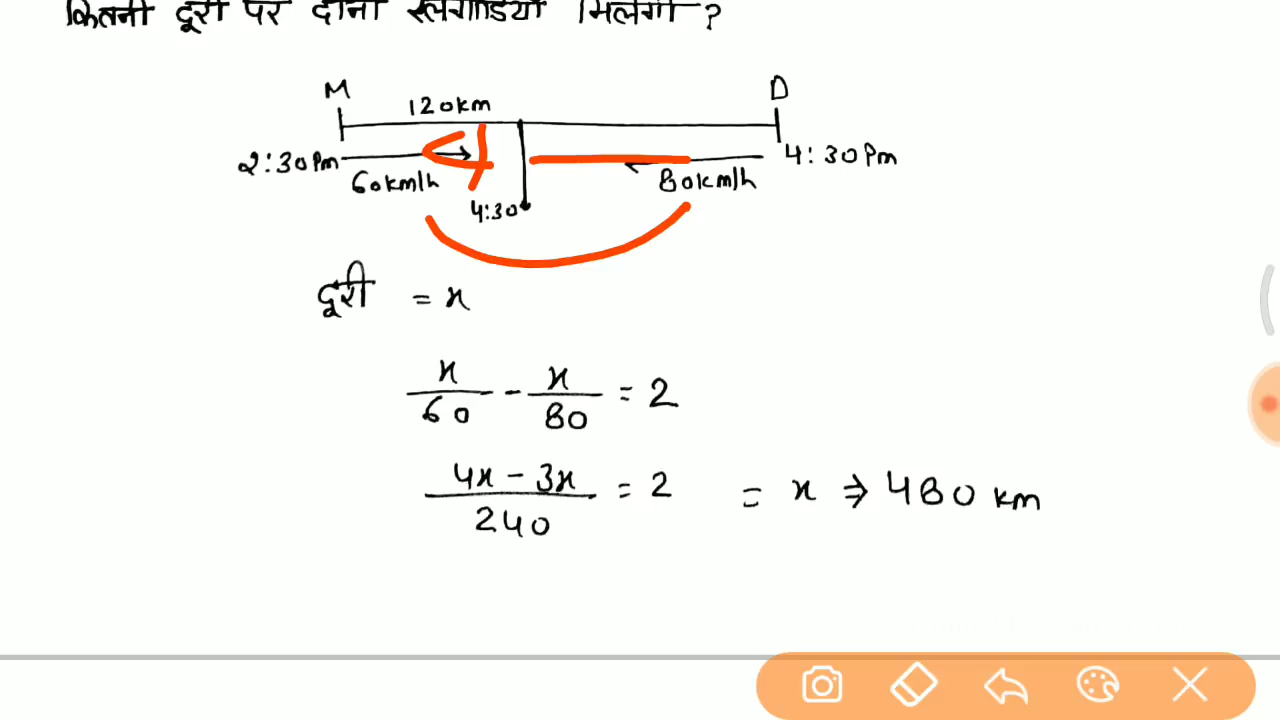 कितनी दूरी पर दोनों रेलगाडियाँ मिलेगी ?
M D
120km
2:30Pm 4:30Pm
60km/h 80km/h
4:30
दूरी = x
x/60 - x/80 = 2
4x - 3x/240 = 2 = x ⇒ 480 km